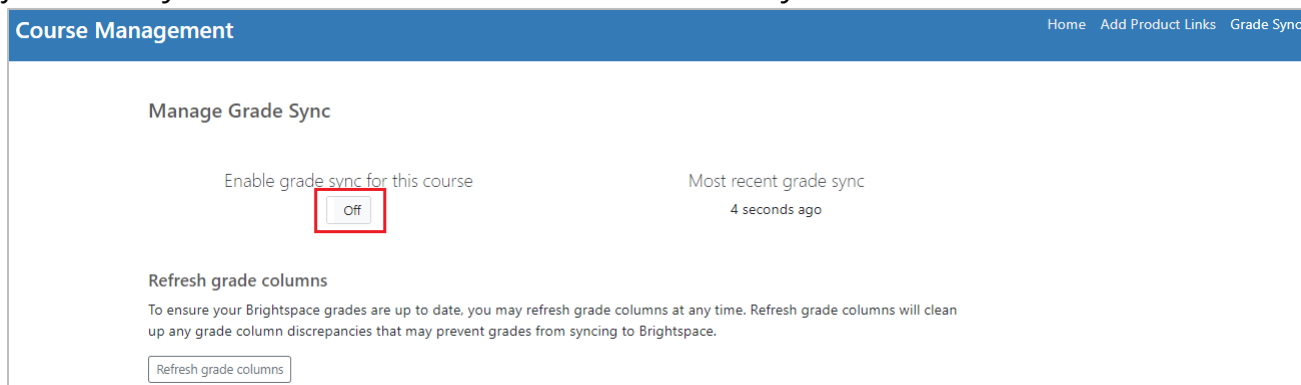 Course Management
Home Add Product Links Grade Sync
Manage Grade Sync
Enable grade sync for this course
Most recent grade sync
Off
4 seconds ago
Refresh grade columns
To ensure your Brightspace grades are up to date, you may refresh grade columns at any time. Refresh grade columns will clean
up any grade column discrepancies that may prevent grades from syncing to Brightspace.
Refresh grade columns